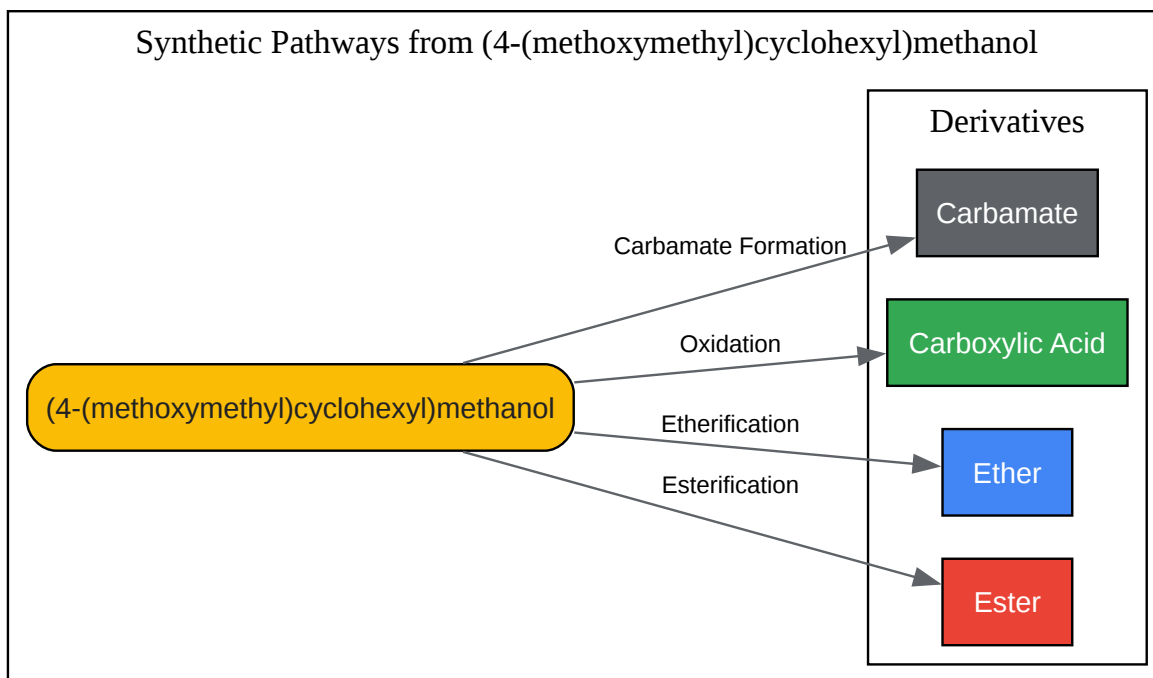 Synthetic Pathways from (4-(methoxymethyl)cyclohexyl)methanol
Derivatives
Carbamate
Carbamate Formation
Oxidation
Carboxylic Acid
(4-(methoxymethyl)cyclohexyl)methanol
Etherification
Ether
Esterification
Ester